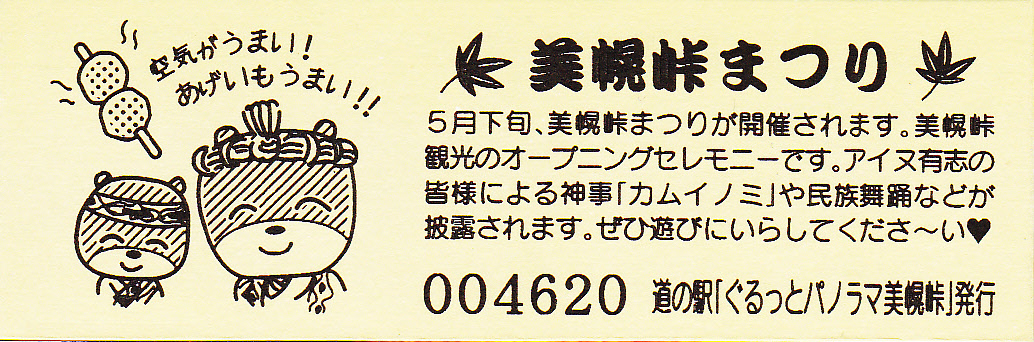 空気がうまい!
あげいもうまい!!
美幌峠まつり
5月下旬、美幌峠まつりが開催されます。美幌峠
観光のオープニングセレモニーです。アイヌ有志の
皆様による神事「カムイノミ」や民族舞踊などが
披露されます。ぜひ遊びにいらしてくださ〜い♥
004620 道の駅「ぐるっとパノラマ美幌峠」発行